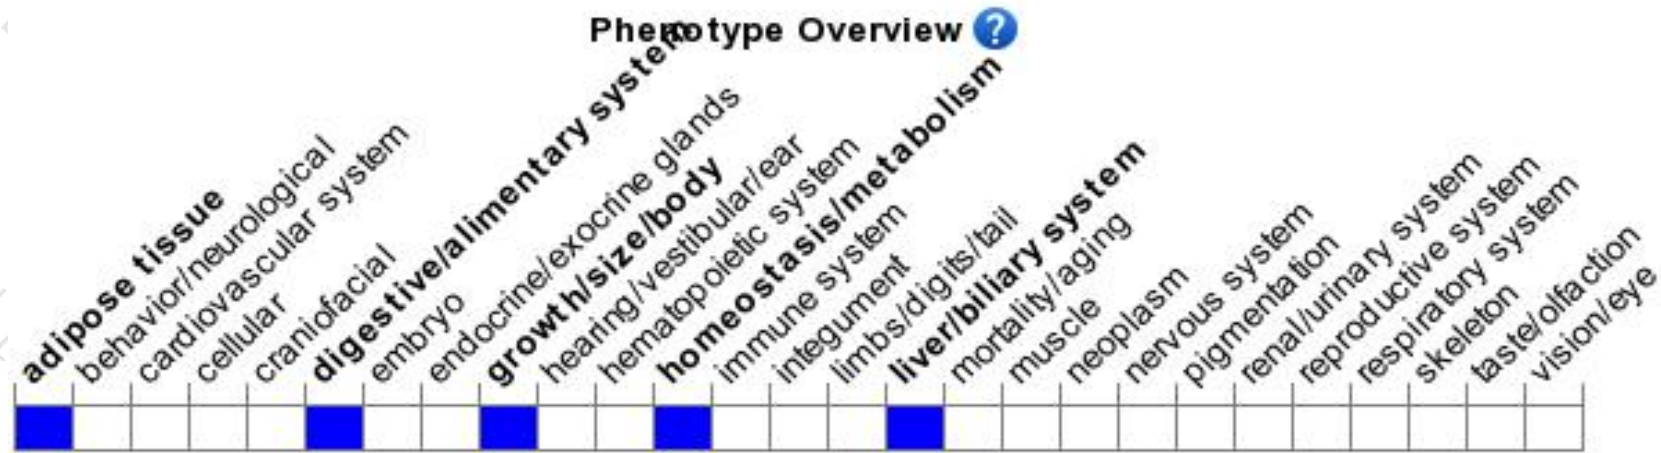 Phenotype Overview ?
adipose tissue
behavior/neurological
cardiovascular system
cellular
craniofacial
digestive/alimentary system
embryo
endocrine/exocrine glands
growth/size/body
hearing/vestibular/ear
hematopoietic system
homeostasis/metabolism
immune system
integument
limbs/digits/tail
liver/biliary system
mortality/aging
muscle
neoplasm
nervous system
pigmentation
renal/urinary system
reproductive system
respiratory system
skeleton
taste/olfaction
vision/eye